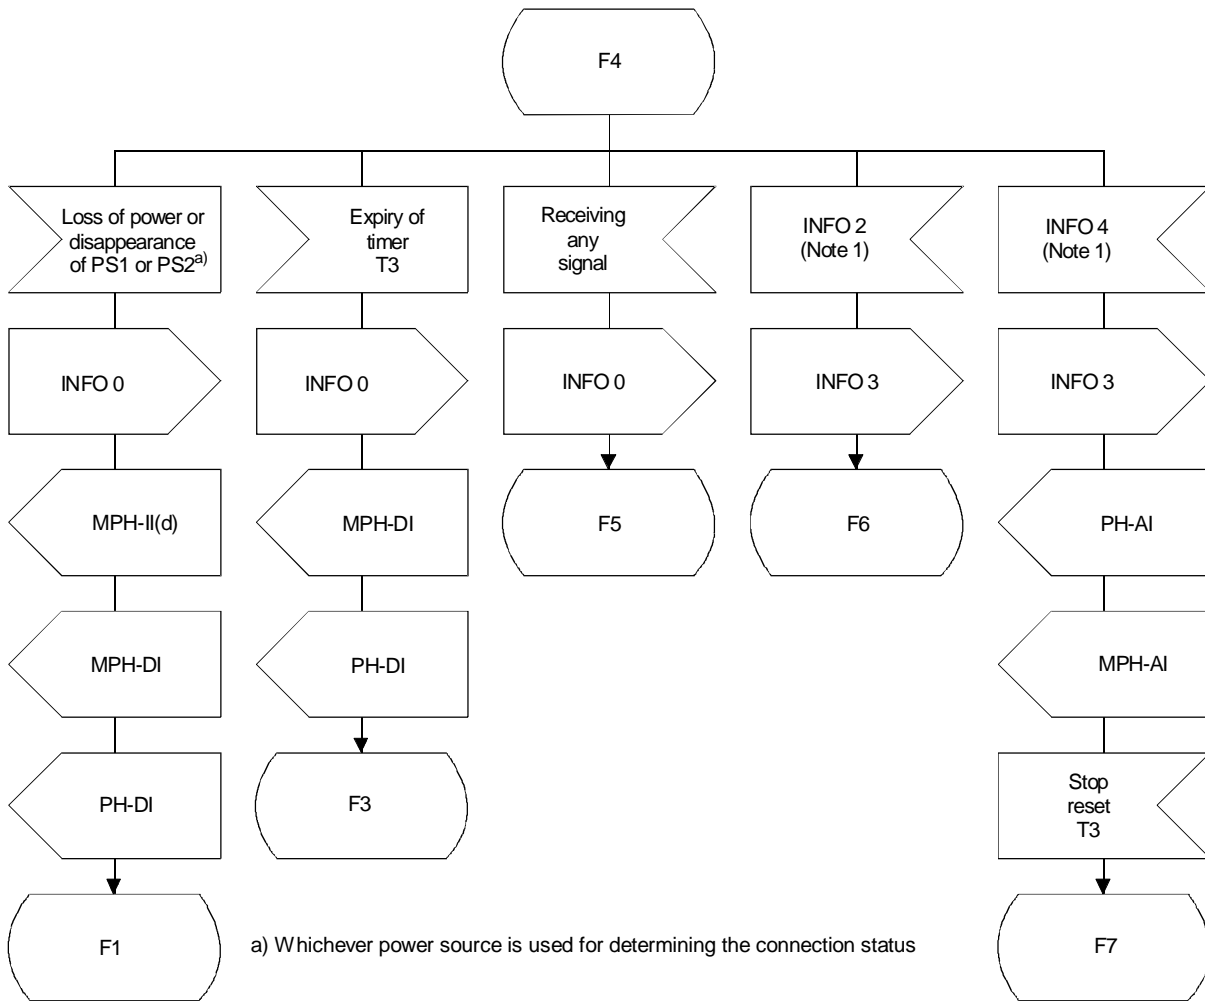 F4
Loss of power or
disappearance
of PS1 or PS2a)
Expiry of
timer
T3
Receiving
any
signal
INFO 2
(Note 1)
INFO 4
(Note 1)
INFO 0
INFO 0
INFO 0
INFO 3
INFO 3
MPH-II(d)
MPH-DI
F5
F6
PH-AI
MPH-DI
PH-DI
MPH-AI
PH-DI
F3
Stop
reset
T3
F1
a) Whichever power source is used for determining the connection status
F7